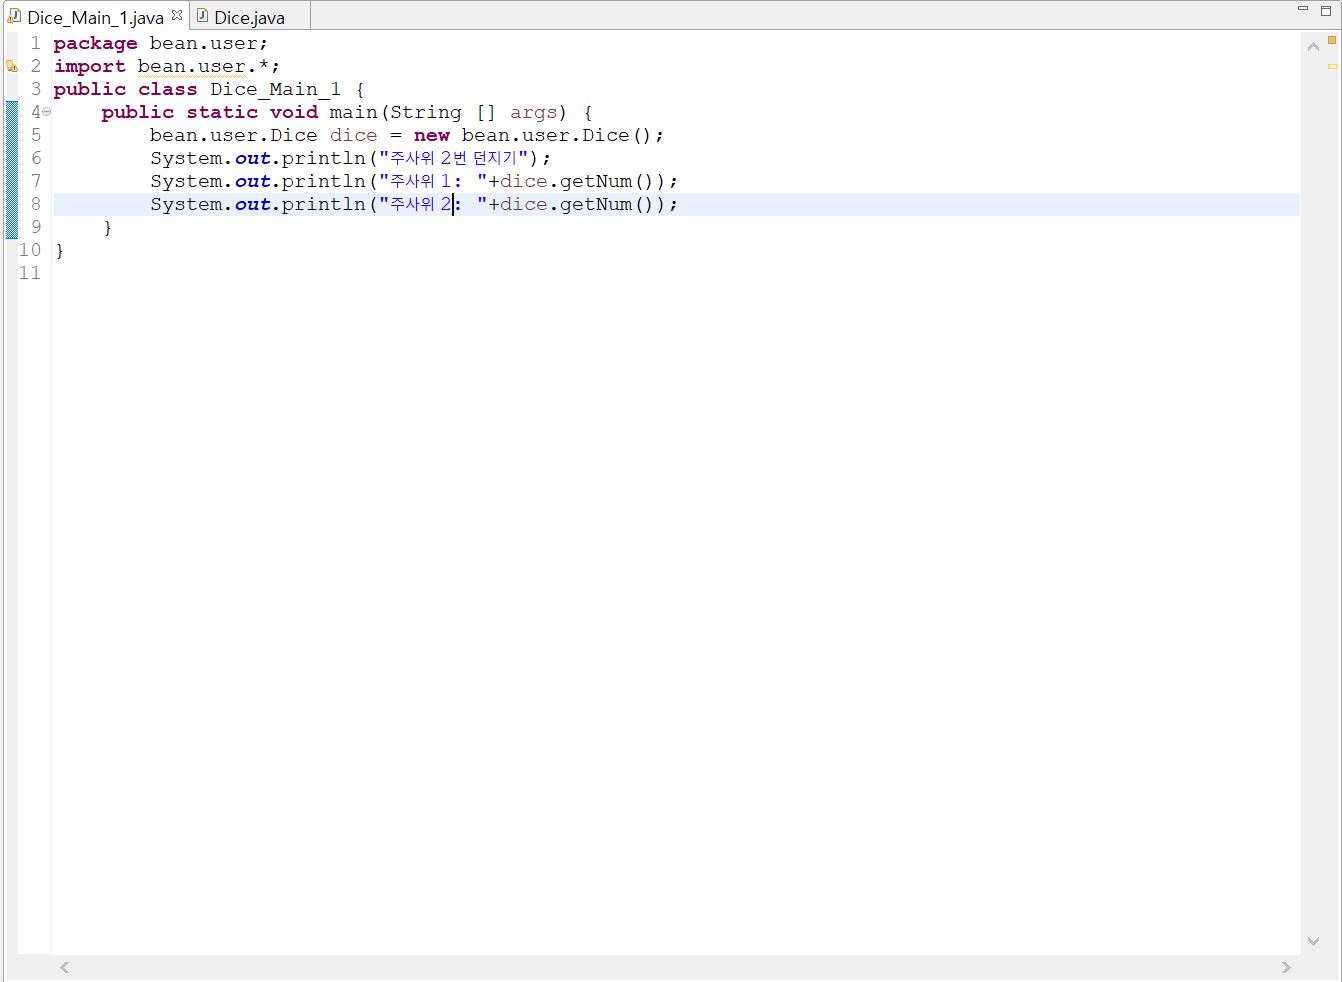 Dice_Main_1.java Dice.java
1 package bean.user;
2 import bean.user.*;
3 public class Dice_Main_1 {
4 public static void main(String [] args) {
5 bean.user.Dice dice = new bean.user.Dice();
6 System.out.println("주사위 2번 던지기");
7 System.out.println("주사위 1: "+dice.getNum());
8 System.out.println("주사위 2: "+dice.getNum());
9 }
10 }
11